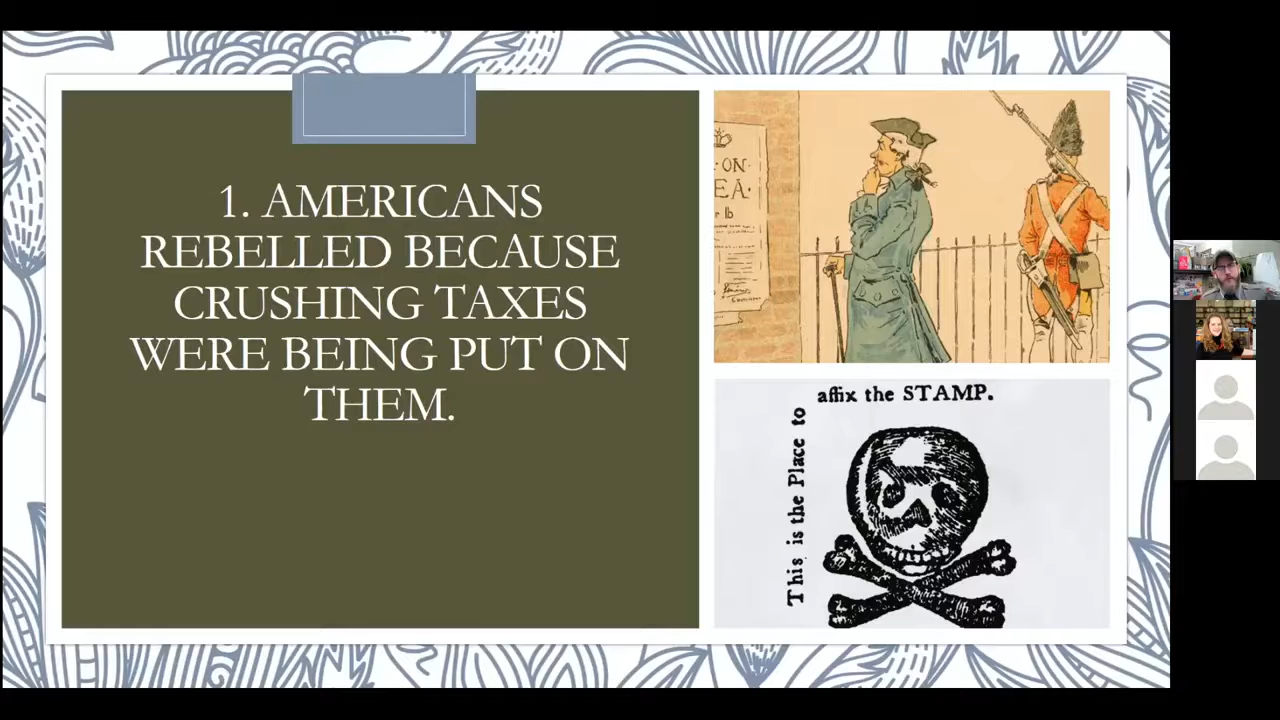 1. AMERICANS
REBELLED BECAUSE
CRUSHING TAXES
WERE BEING PUT ON
THEM.
·ON·
EA·
lb
affix the STAMP.
This is the Place to